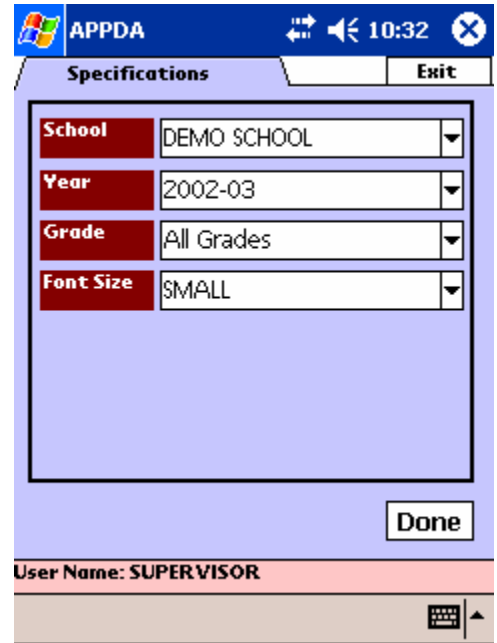 APPDA 10:32
Specifications Exit
School DEMO SCHOOL
Year 2002-03
Grade All Grades
Font Size SMALL
Done
User Name: SUPERVISOR